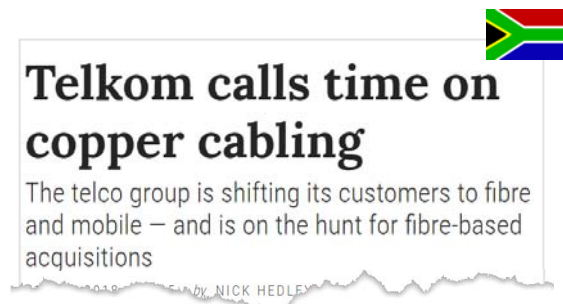 Telkom calls time on
copper cabling
The telco group is shifting its customers to fibre
and mobile — and is on the hunt for fibre-based
acquisitions
2018 by NICK HEDLEY